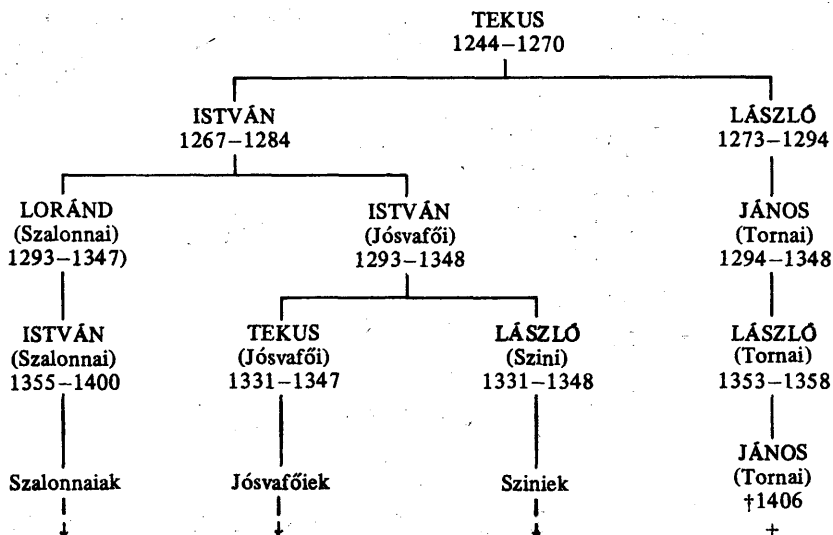 TEKUS
1244–1270
ISTVÁN
1267–1284
LÁSZLÓ
1273–1294
LORÁND
(Szalonnai)
1293–1347)
ISTVÁN
(Jósvafői)
1293–1348
JÁNOS
(Tornai)
1294–1348
ISTVÁN
(Szalonnai)
1355–1400
TEKUS
(Jósvafői)
1331–1347
LÁSZLÓ
(Szini)
1331–1348
LÁSZLÓ
(Tornai)
1353–1358
Szalonnaiak
Jósvafőiek
Sziniek
JÁNOS
(Tornai)
†1406
+